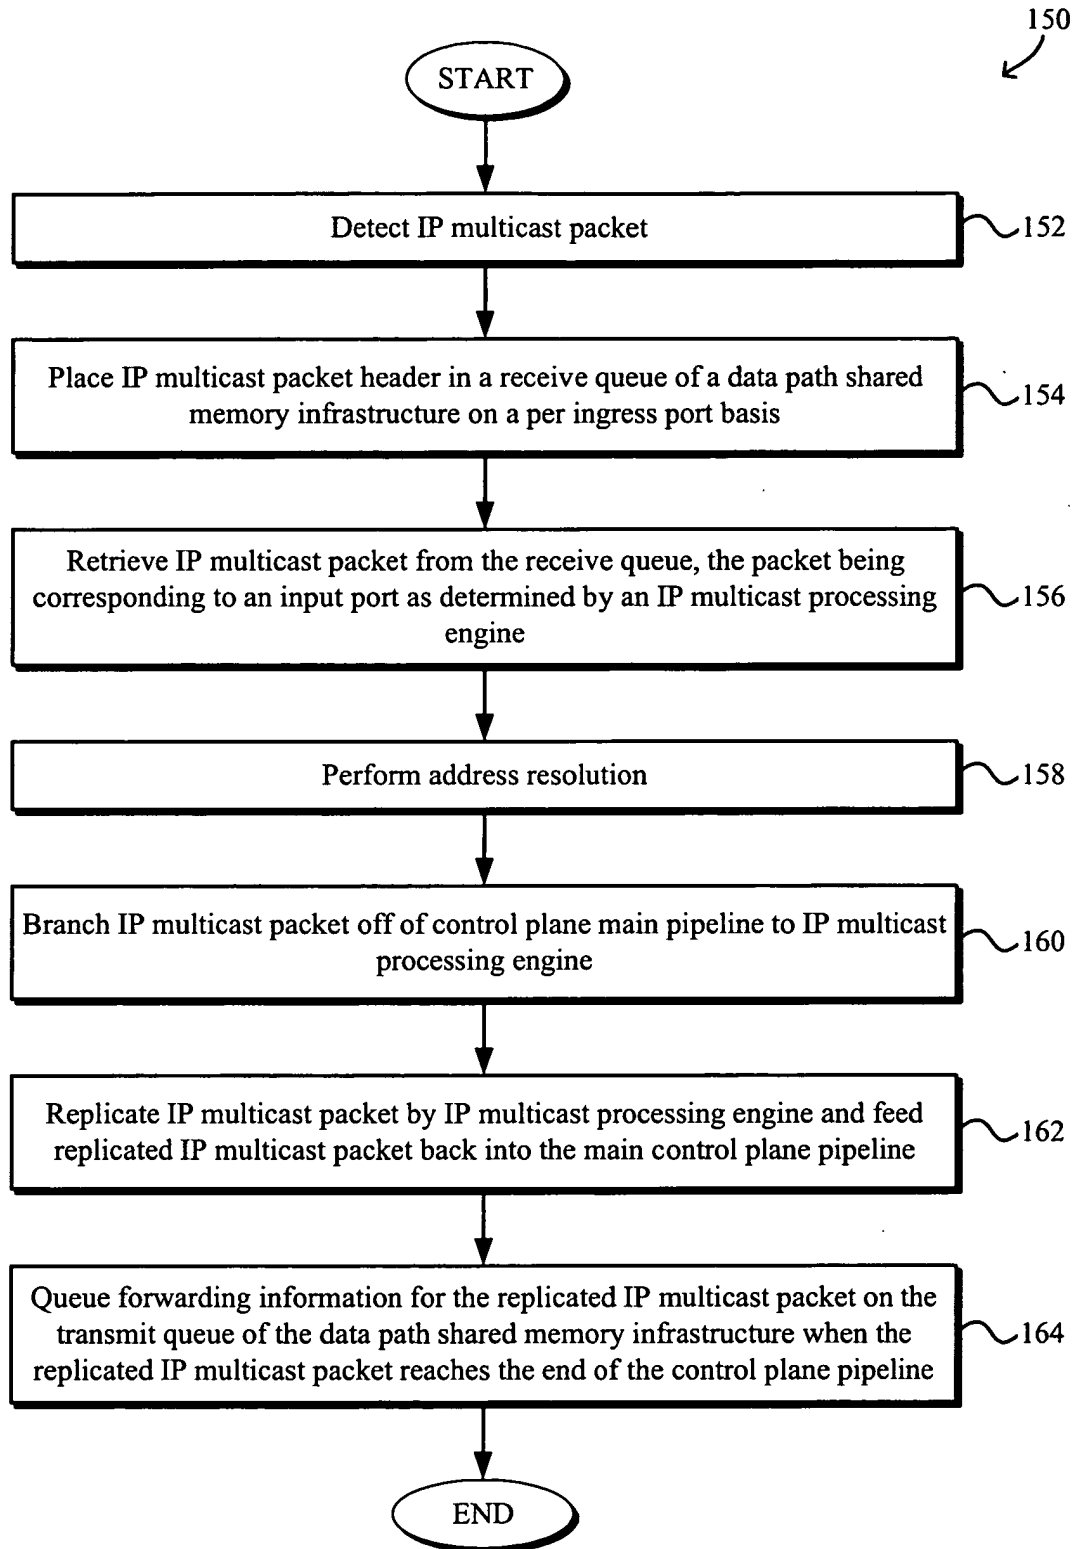 150
START
Detect IP multicast packet
152
Place IP multicast packet header in a receive queue of a data path shared
memory infrastructure on a per ingress port basis
154
Retrieve IP multicast packet from the receive queue, the packet being
corresponding to an input port as determined by an IP multicast processing
engine
156
Perform address resolution
158
Branch IP multicast packet off of control plane main pipeline to IP multicast
processing engine
160
Replicate IP multicast packet by IP multicast processing engine and feed
replicated IP multicast packet back into the main control plane pipeline
162
Queue forwarding information for the replicated IP multicast packet on the
transmit queue of the data path shared memory infrastructure when the
replicated IP multicast packet reaches the end of the control plane pipeline
164
END